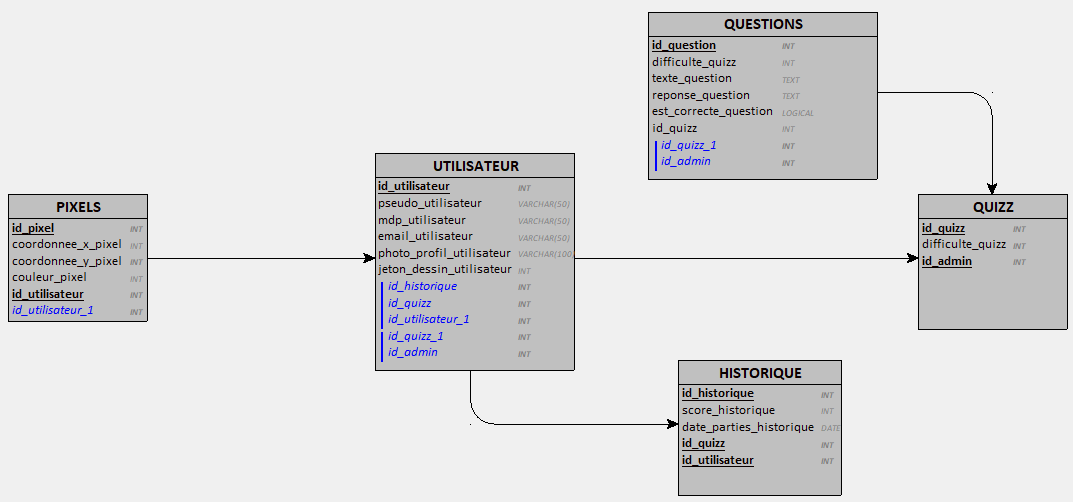 QUESTIONS
id_question INT
difficulte_quizz INT
texte_question TEXT
reponse_question TEXT
est_correcte_question LOGICAL
id_quizz INT
id_quizz_1 INT
id_admin INT
UTILISATEUR
id_utilisateur INT
pseudo_utilisateur VARCHAR(50)
mdp_utilisateur VARCHAR(50)
email_utilisateur VARCHAR(50)
photo_profil_utilisateur VARCHAR(100)
jeton_dessin_utilisateur INT
id_historique INT
id_quizz INT
id_utilisateur_1 INT
id_quizz_1 INT
id_admin INT
PIXELS
id_pixel INT
coordonnee_x_pixel INT
coordonnee_y_pixel INT
couleur_pixel INT
id_utilisateur INT
id_utilisateur_1 INT
QUIZZ
id_quizz INT
difficulte_quizz INT
id_admin INT
HISTORIQUE
id_historique INT
score_historique INT
date_parties_historique DATE
id_quizz INT
id_utilisateur INT